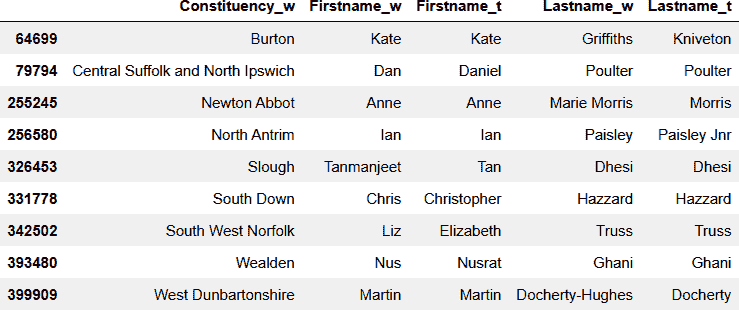 Constituency_w Firstname_w Firstname_t Lastname_w Lastname_t
64699 Burton Kate Kate Griffiths Kniveton
79794 Central Suffolk and North Ipswich Dan Daniel Poulter Poulter
255245 Newton Abbot Anne Anne Marie Morris Morris
256580 North Antrim Ian Ian Paisley Paisley Jnr
326453 Slough Tanmanjeet Tan Dhesi Dhesi
331778 South Down Chris Christopher Hazzard Hazzard
342502 South West Norfolk Liz Elizabeth Truss Truss
393480 Wealden Nus Nusrat Ghani Ghani
399909 West Dunbartonshire Martin Martin Docherty-Hughes Docherty